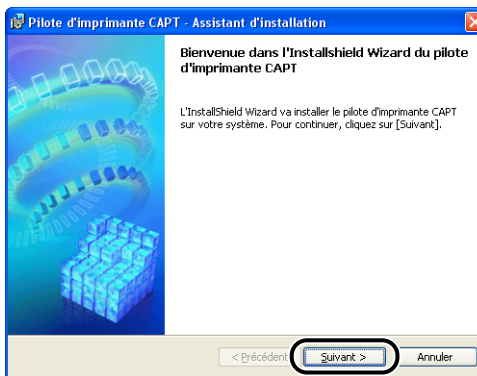 Pilote d'imprimante CAPT - Assistant d'installation
Bienvenue dans l'Installshield Wizard du pilote
d'imprimante CAPT
L'InstallShield Wizard va installer le pilote d'imprimante CAPT
sur votre système. Pour continuer, cliquez sur [Suivant].
< Précédent
Suivant >
Annuler